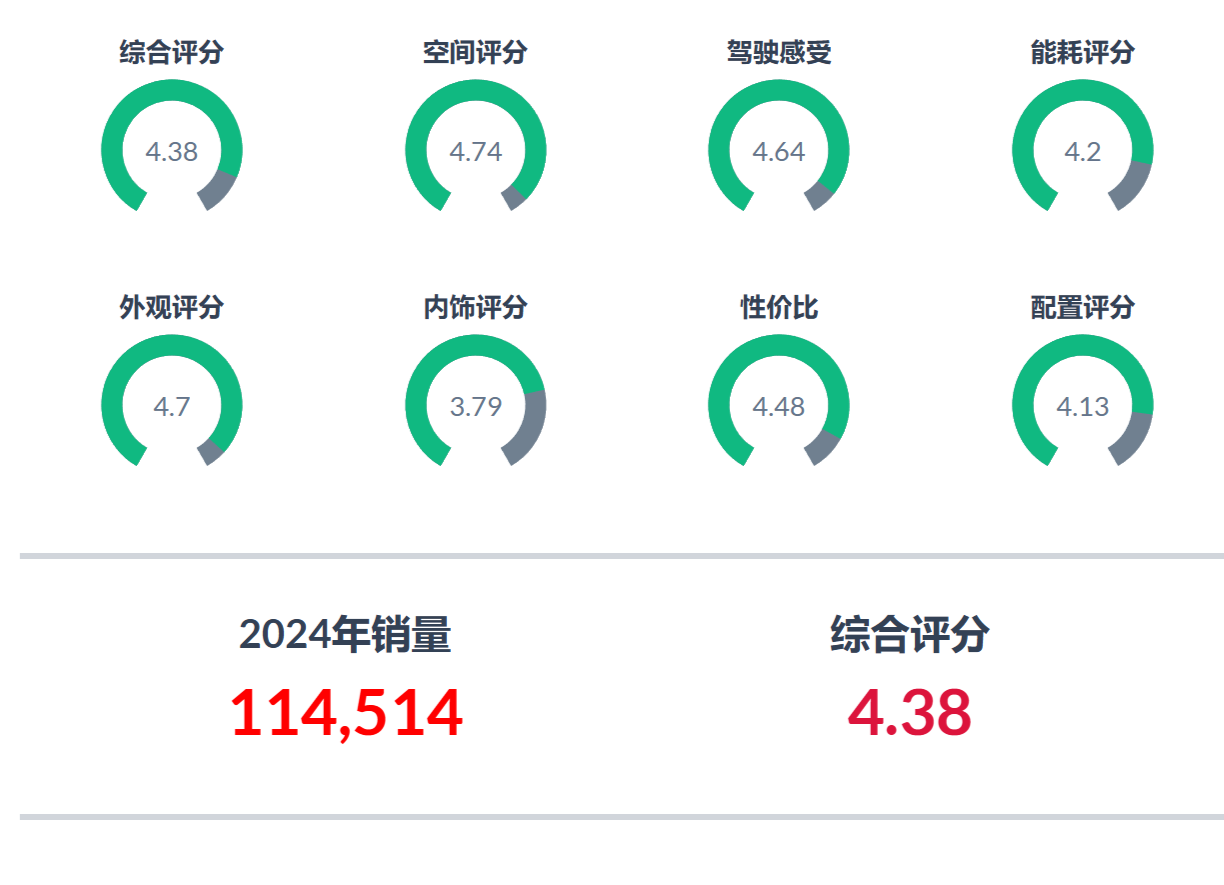 综合评分 空间评分 驾驶感受 能耗评分
4.38 4.74 4.64 4.2
外观评分 内饰评分 性价比 配置评分
4.7 3.79 4.48 4.13
2024年销量 综合评分
114,514 4.38